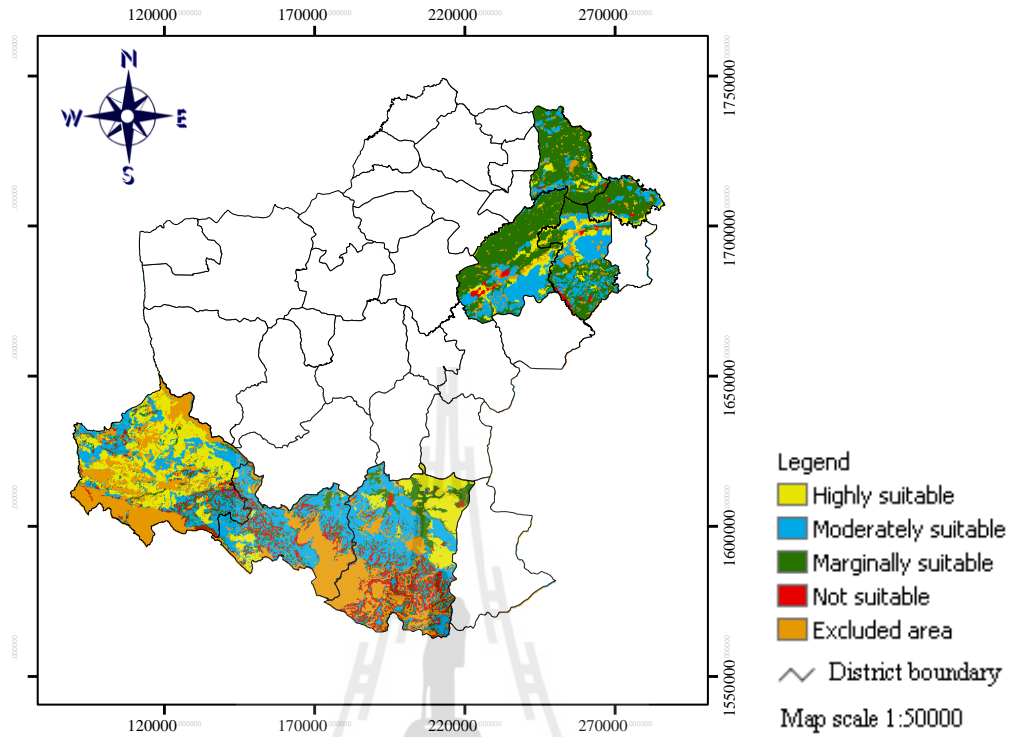 120000 170000 220000 270000
N
W E
S
1750000
1700000
1650000
1600000
1550000
120000 170000 220000 270000
Legend
Highly suitable
Moderately suitable
Marginally suitable
Not suitable
Excluded area
District boundary
Map scale 1:50000